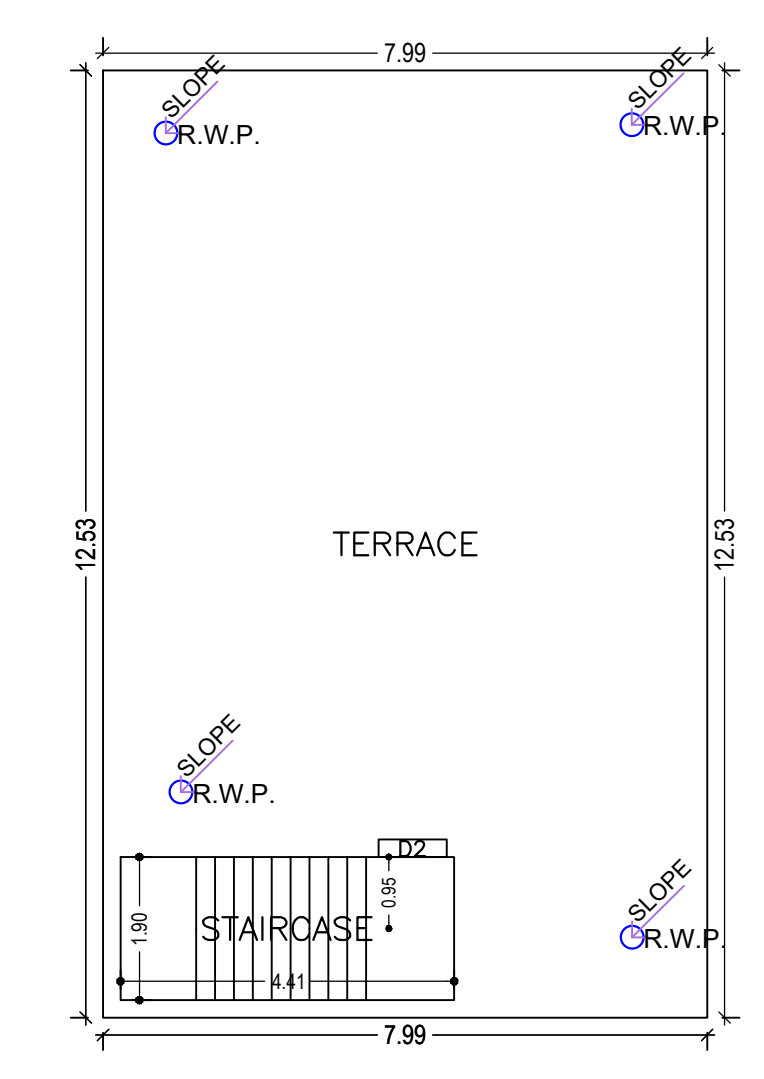 7.99
SLOPE
R.W.P.
SLOPE
R.W.P.
12.53
TERRACE
12.53
SLOPE
R.W.P.
D2
0.95
1.90
STAIRCASE
4.41
SLOPE
R.W.P.
7.99